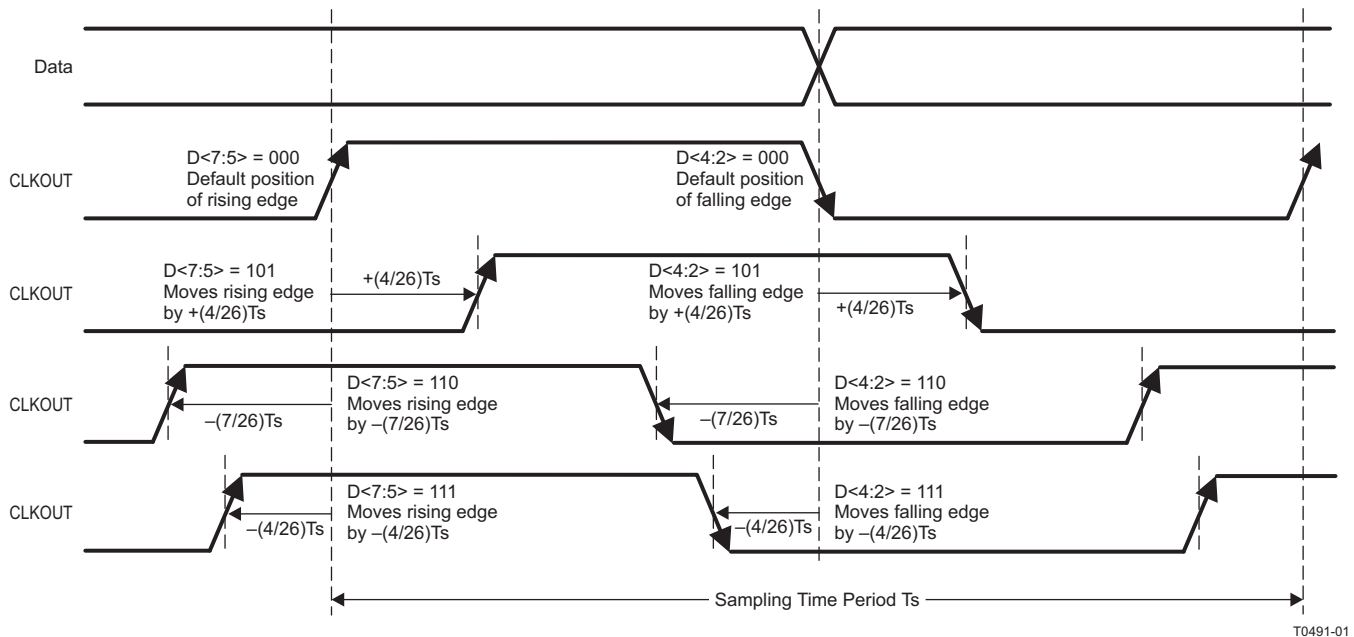 Data
CLKOUT
D<7:5> = 000
Default position
of rising edge
D<4:2> = 000
Default position
of falling edge
CLKOUT
D<7:5> = 101
Moves rising edge
by +(4/26)Ts
+(4/26)Ts
D<4:2> = 101
Moves falling edge
by +(4/26)Ts
+(4/26)Ts
CLKOUT
–(7/26)Ts
D<7:5> = 110
Moves rising edge
by –(7/26)Ts
–(7/26)Ts
D<4:2> = 110
Moves falling edge
by –(7/26)Ts
CLKOUT
–(4/26)Ts
D<7:5> = 111
Moves rising edge
by –(4/26)Ts
–(4/26)Ts
D<4:2> = 111
Moves falling edge
by –(4/26)Ts
Sampling Time Period Ts
T0491-01